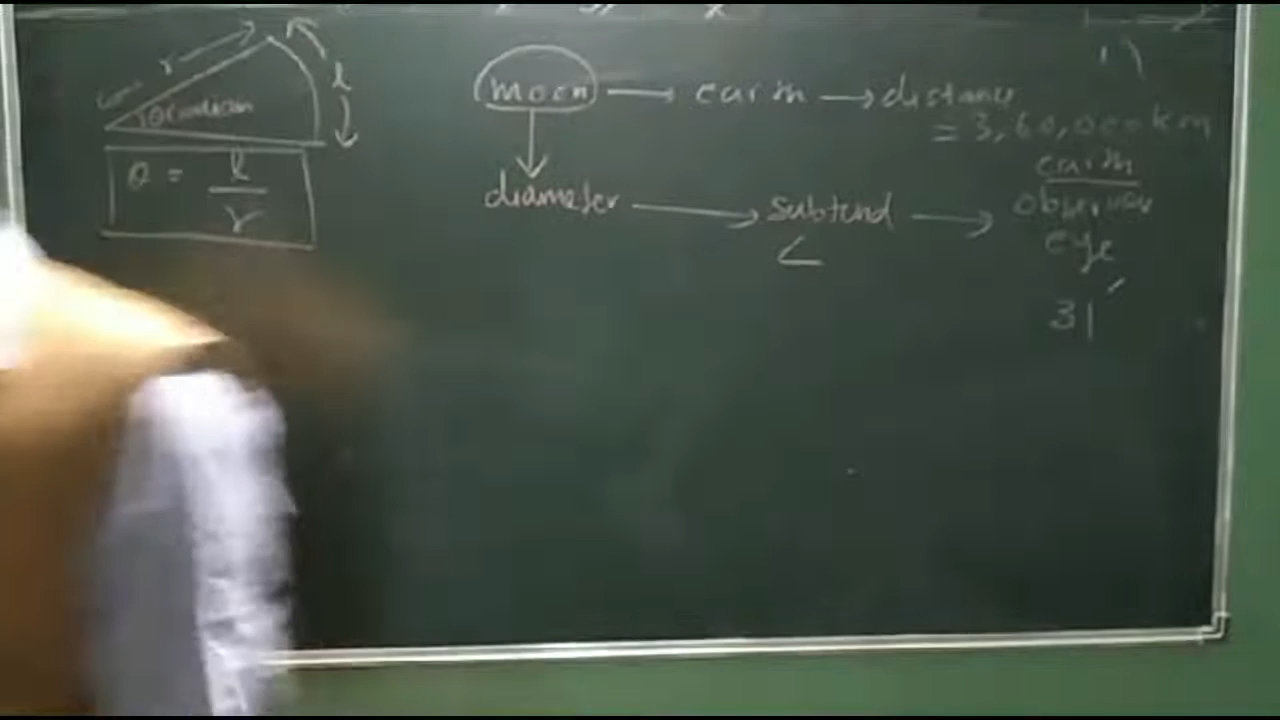 r
l
θ radian
θ = l / r
moon → earth → distance
= 3,60,000 km
diameter → subtend → earth
observer
eye
∠
31′